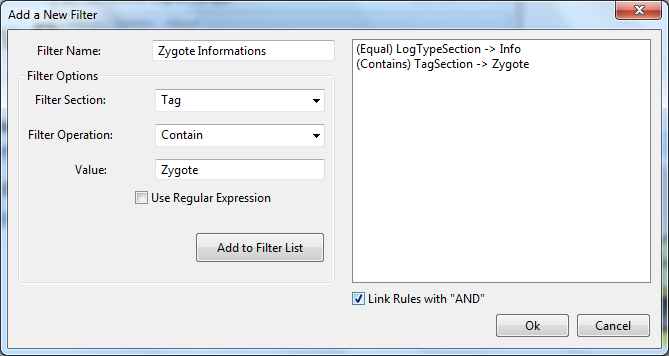 Add a New Filter
Filter Name: Zygote Informations
Filter Options
Filter Section: Tag
Filter Operation: Contain
Value: Zygote
Use Regular Expression
Add to Filter List
(Equal) LogTypeSection -> Info
(Contains) TagSection -> Zygote
Link Rules with "AND"
Ok Cancel